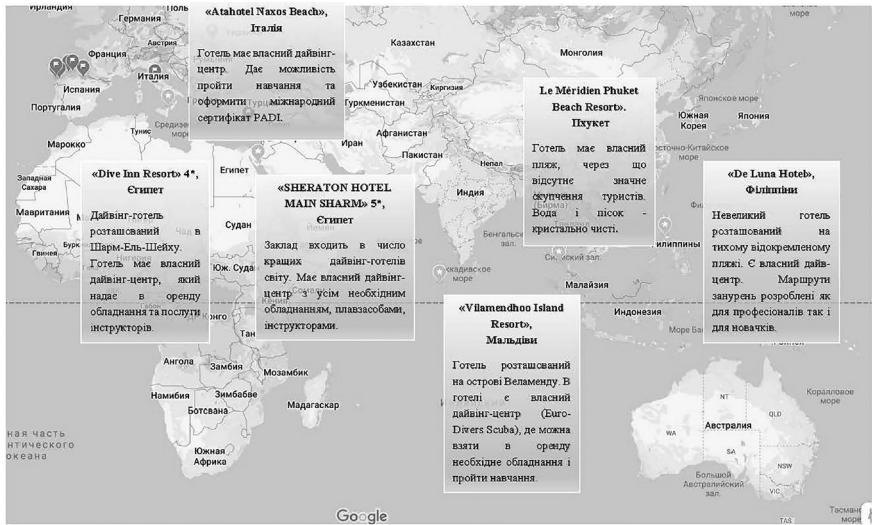 «Atahotel Naxos Beach»,
Італія
Готель має власний дайвінг-
центр. Дає можливість
пройти навчання та
оформити міжнародний
сертифікат PADI.
Le Méridien Phuket
Beach Resort».
Пхукет
Готель має власний
пляж, через що
відсутнє значне
скупчення туристів.
Вода і пісок -
кристально чисті.
«Dive Inn Resort» 4*,
Єгипет
Дайвінг-готель
розташований в
Шарм-Ель-Шейху.
Готель має власний
дайвінг-центр, який
надає в оренду
обладнання та послуги
інструкторів.
«SHERATON HOTEL
MAIN SHARM» 5*,
Єгипет
Заклад входить в число
кращих дайвінг-готелів
світу. Має власний дайвінг-
центр з усім необхідним
обладнанням, плавзасобами,
інструкторами.
«De Luna Hotel»,
Філіппіни
Невеликий готель
розташований на
тихому відокремленому
пляжі. Є власний дайв-
центр. Маршрути
занурень розроблені як
для професіоналів так і
для новачків.
«Vilamendhoo Island
Resort»,
Мальдіви
Готель розташований
на острові Веламенду. В
готелі є власний
дайвінг-центр (Euro-
Divers Scuba), де можна
взяти в оренду
необхідне обладнання і
пройти навчання.
Германия
Австрия
Франция
Италия
Испания
Португалия
Тунис
Марокко
Западная
Сахара
Мавритания
Гвинея
Египет
Судан
Юж. Судан
Ангола
Замбия
Мозамбик
Намибия
Зимбабве
Ботсвана
Мадагаскар
Южная
Африка
Казахстан
Монголия
Узбекистан
Киргизия
Туркменистан
Афганистан
Иран
Пакистан
Непал
Индия
Японское море
Южная
Корея
Япония
Малайзия
Индонезия
Австралия
NT
QLD
WA
SA
NSW
VIC
TAS
Коралловое
море
Большой
Австралийский
зал.
Google